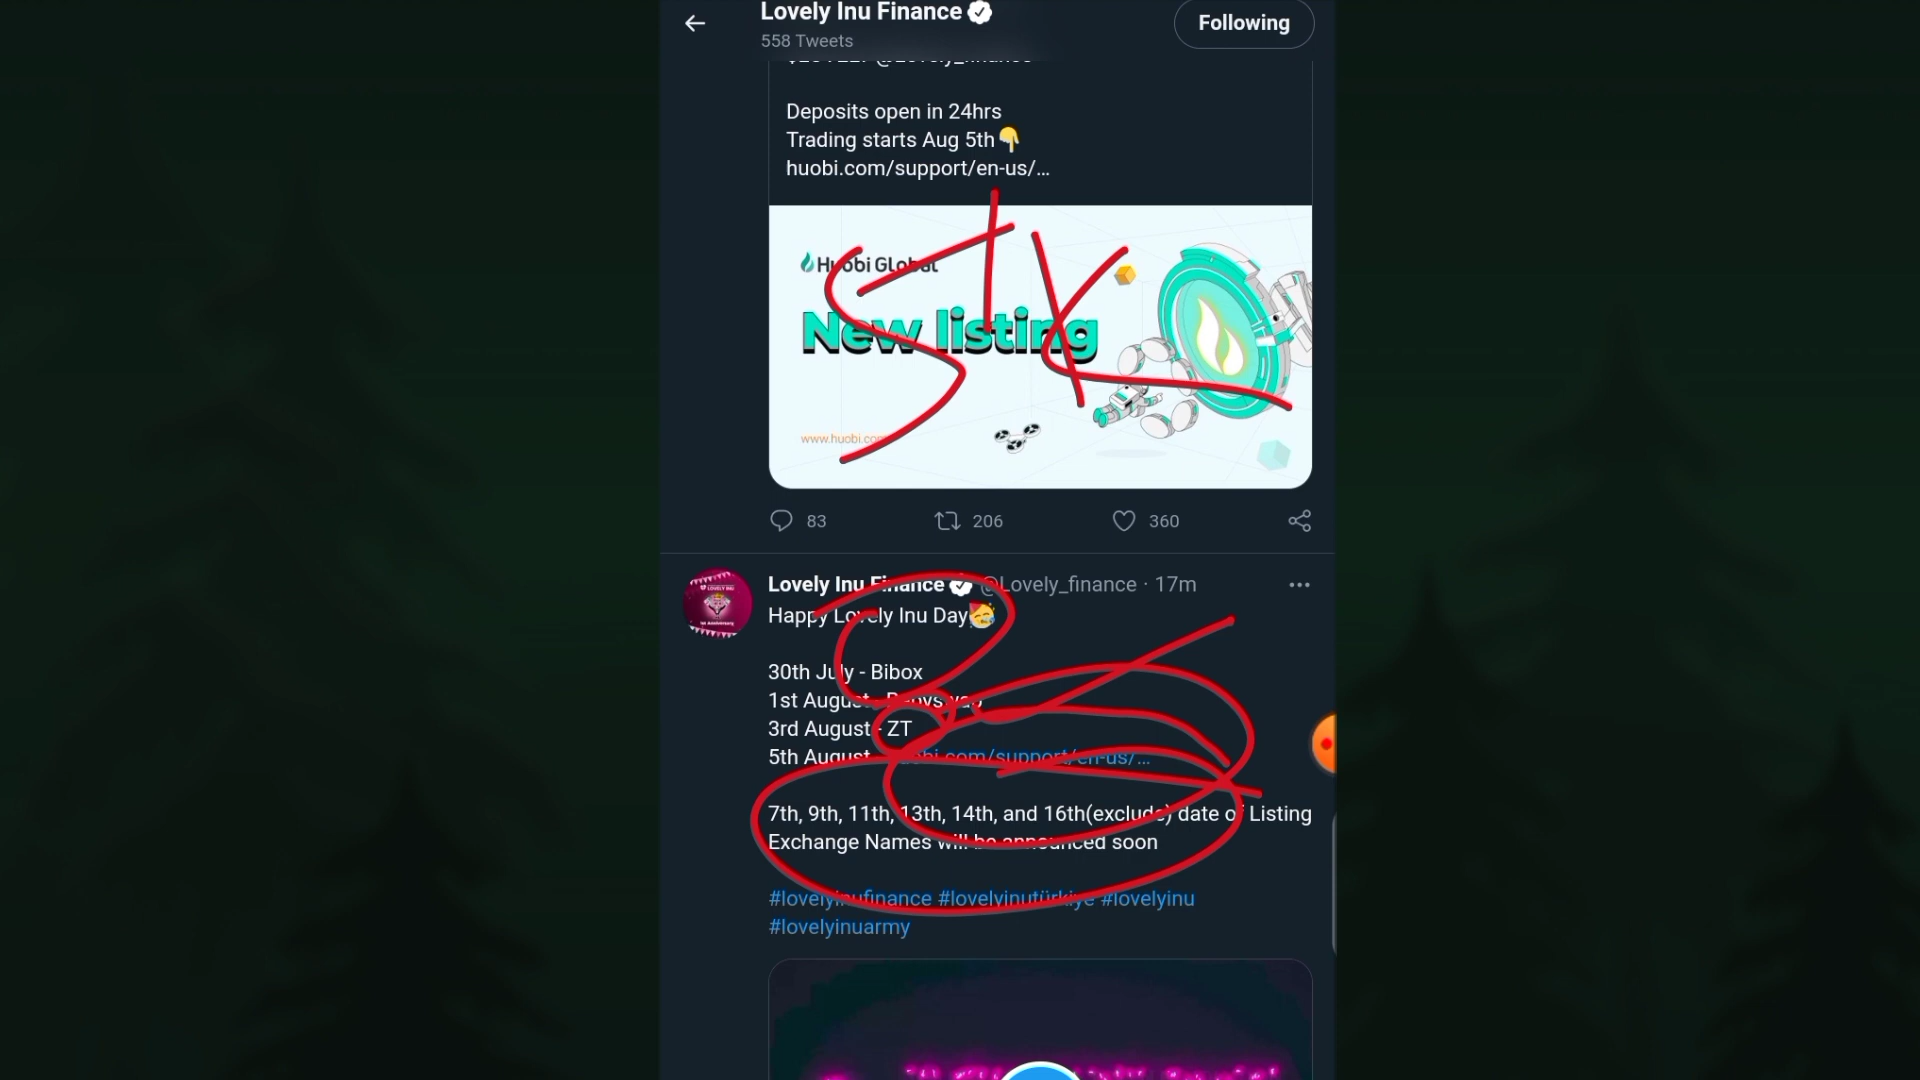 Lovely Inu Finance
Following
558 Tweets
Deposits open in 24hrs
Trading starts Aug 5th👇
huobi.com/support/en-us/...
Huobi Global
New listing
www.huobi.com
83
206
360
Lovely Inu Finance @Lovely_finance · 17m
Happy Lovely Inu Day🥳
30th July - Bibox
1st August - Babyswap
3rd August - ZT
5th August - huobi.com/support/en-us/...
7th, 9th, 11th, 13th, 14th, and 16th(exclude) date of Listing
Exchange Names will be announced soon
#lovelyinufinance #lovelyinutürkiye #lovelyinu
#lovelyinuarmy